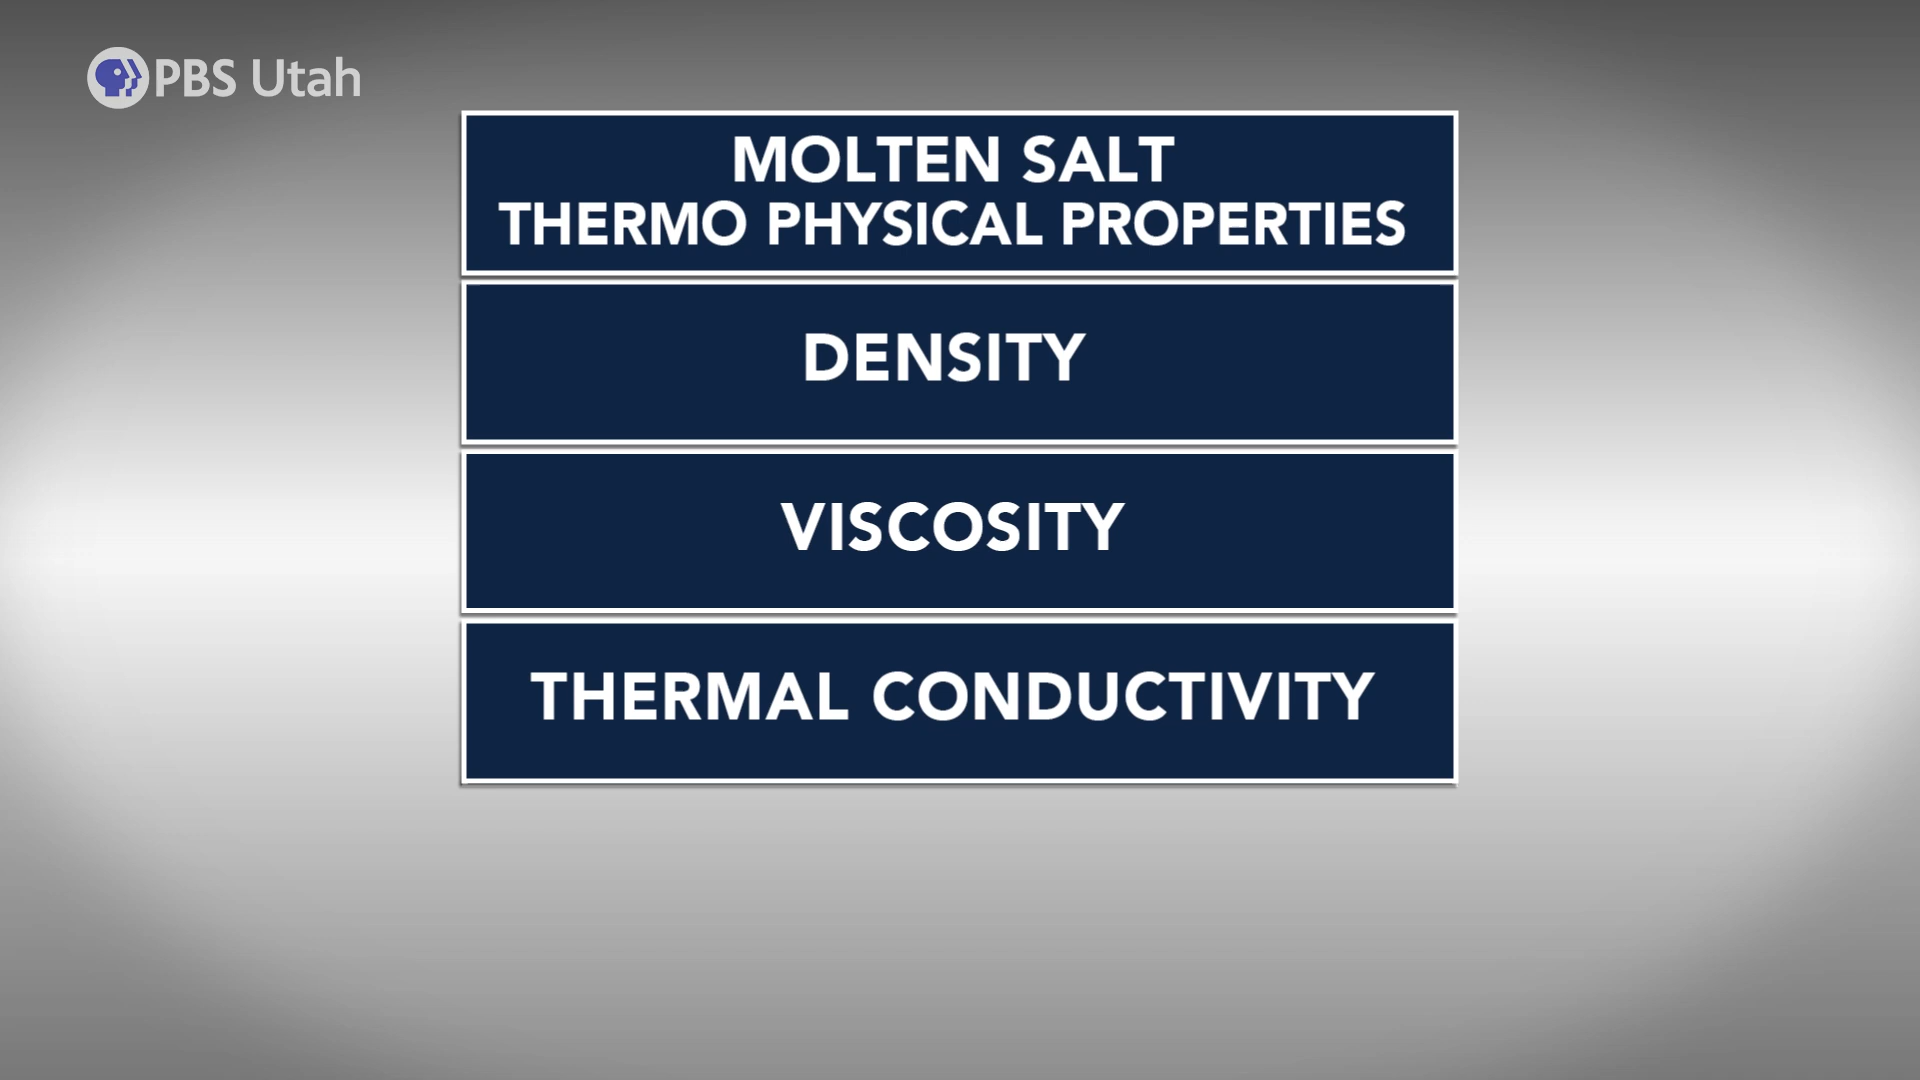 PBS Utah
MOLTEN SALT
THERMO PHYSICAL PROPERTIES
DENSITY
VISCOSITY
THERMAL CONDUCTIVITY